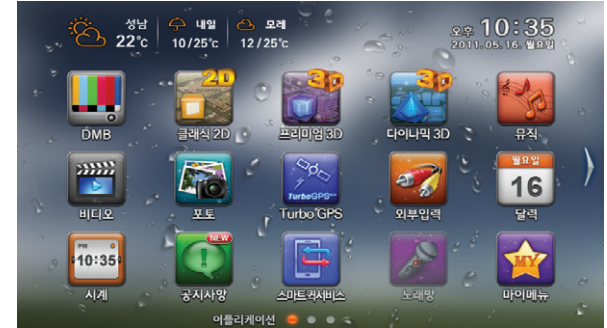 성남 내일 모레
22°c 10/25°c 12/25°c
오후 10:35
2011.05.16. 월요일
2D 3D 3D
DMB 클래식 2D 프리미엄 3D 다이나믹 3D 뮤직
TurboGPS 월요일
16
비디오 포토 Turbo GPS 외부입력 달력
PM NEW
10:35 MY
시계 공지사항 스마트퀵서비스 노래방 마이메뉴
어플리케이션